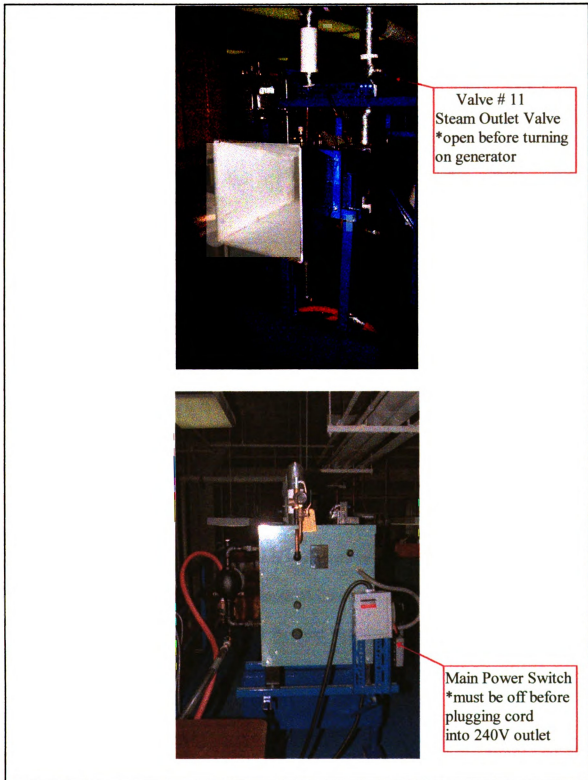 Valve # 11
Steam Outlet Valve
*open before turning
on generator
Main Power Switch
*must be off before
plugging cord
into 240V outlet